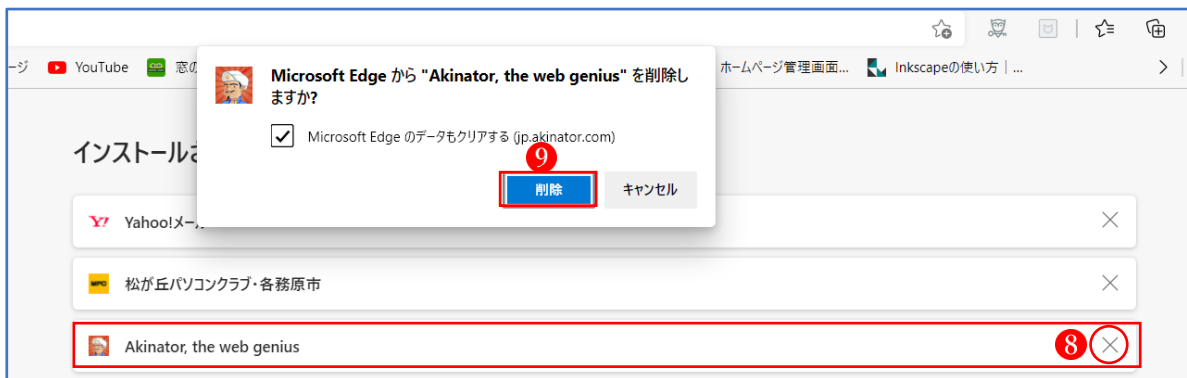 ージ YouTube 窓の
ホームページ管理画面... Inkscapeの使い方｜...
Microsoft Edge から "Akinator, the web genius" を削除し
ますか?
Microsoft Edge のデータもクリアする (jp.akinator.com)
9
削除 キャンセル
インストールさ
Y! Yahoo!メール
MPC 松が丘パソコンクラブ・各務原市
Akinator, the web genius 8